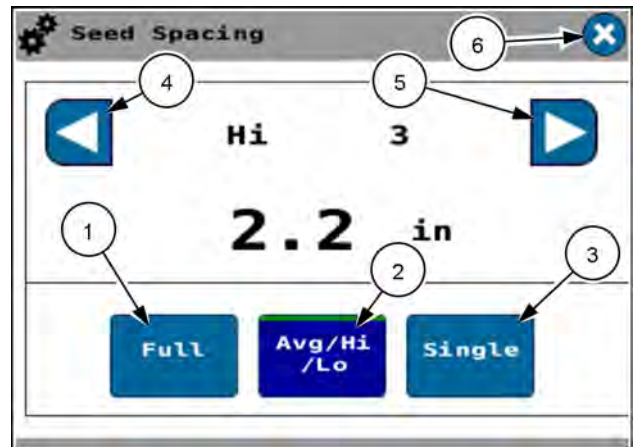 Seed Spacing
6
4
5
Hi 3
2.2 in
1
2
3
Full
Avg/Hi
/Lo
Single